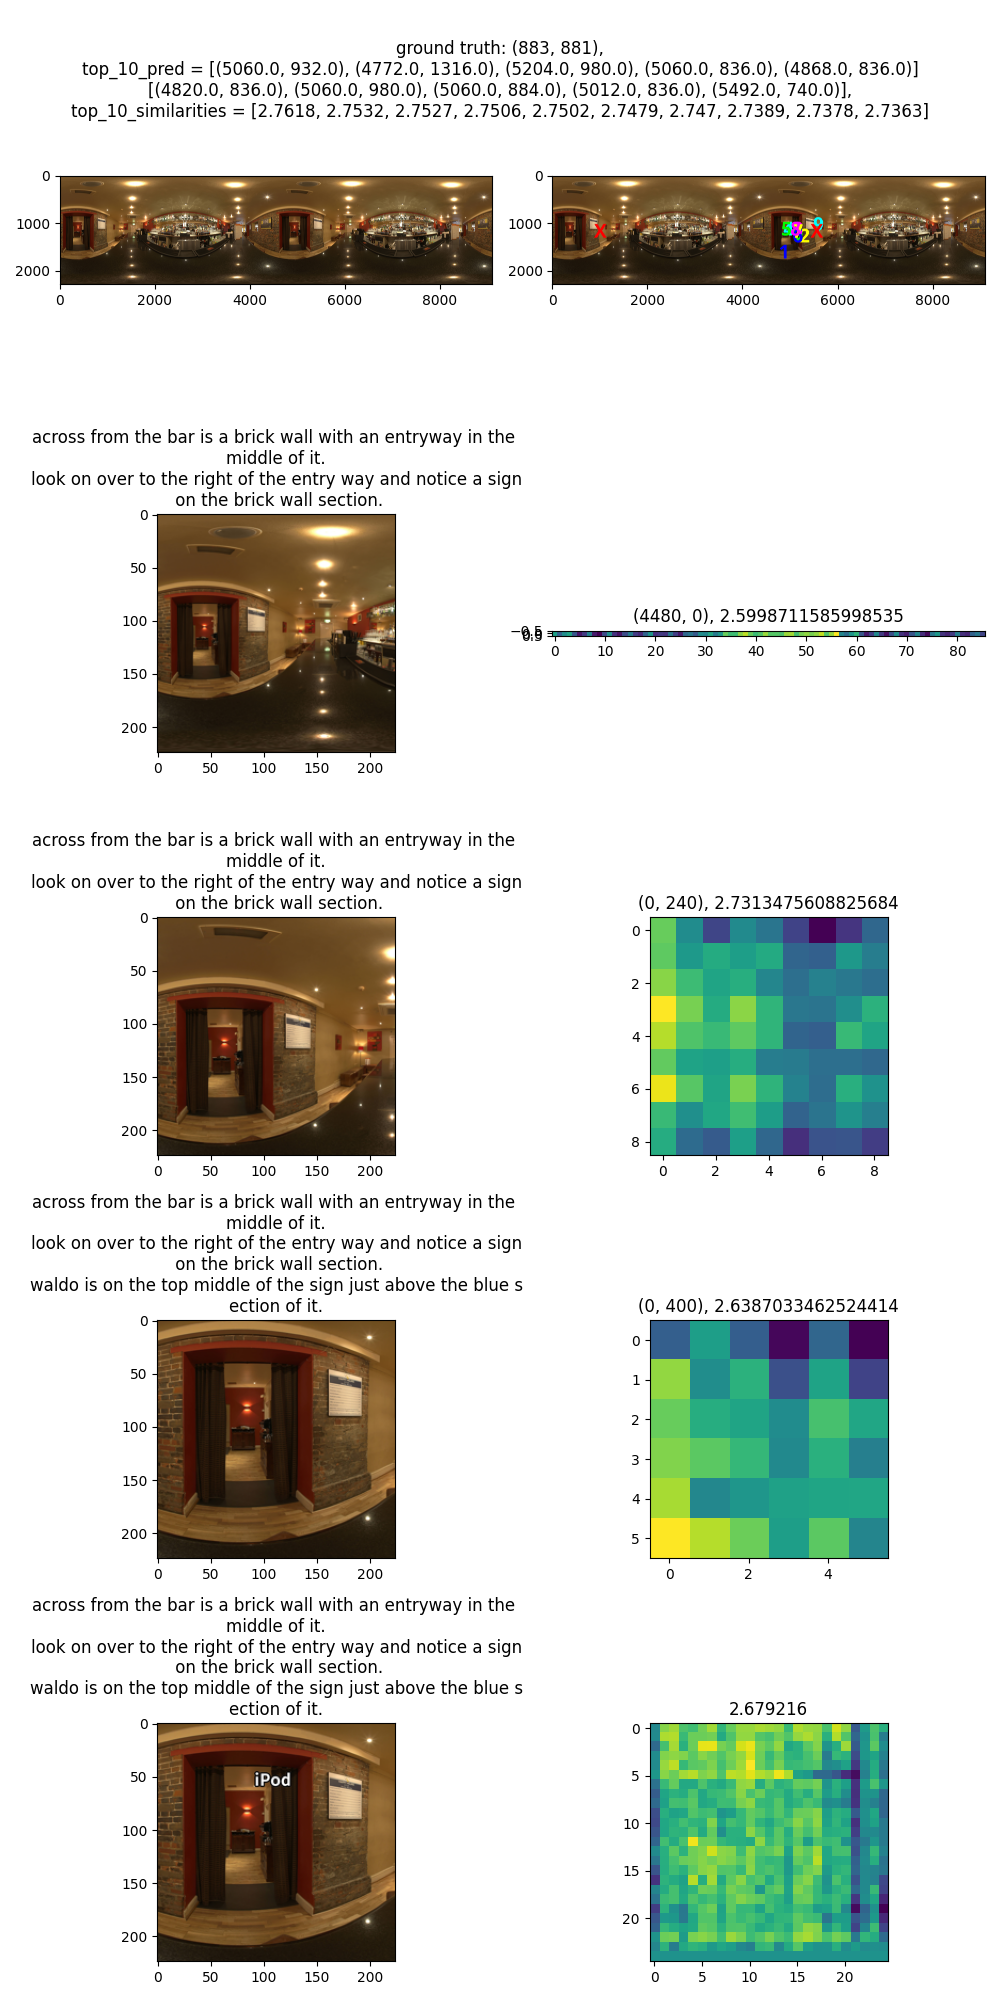 ground truth: (883, 881),
top_10_pred = [(5060.0, 932.0), (4772.0, 1316.0), (5204.0, 980.0), (5060.0, 836.0), (4868.0, 836.0)]
[(4820.0, 836.0), (5060.0, 980.0), (5060.0, 884.0), (5012.0, 836.0), (5492.0, 740.0)],
top_10_similarities = [2.7618, 2.7532, 2.7527, 2.7506, 2.7502, 2.7479, 2.747, 2.7389, 2.7378, 2.7363]
0
1000
2000
0 2000 4000 6000 8000
X
0
1000
2000
0 2000 4000 6000 8000
X
X
1
2
across from the bar is a brick wall with an entryway in the
middle of it.
look on over to the right of the entry way and notice a sign
on the brick wall section.
0
50
100
150
200
0 50 100 150 200
(4480, 0), 2.5998711585998535
0 10 20 30 40 50 60 70 80
across from the bar is a brick wall with an entryway in the
middle of it.
look on over to the right of the entry way and notice a sign
on the brick wall section.
0
50
100
150
200
0 50 100 150 200
(0, 240), 2.7313475608825684
0
2
4
6
8
0 2 4 6 8
across from the bar is a brick wall with an entryway in the
middle of it.
look on over to the right of the entry way and notice a sign
on the brick wall section.
waldo is on the top middle of the sign just above the blue s
ection of it.
0
50
100
150
200
0 50 100 150 200
(0, 400), 2.6387033462524414
0
1
2
3
4
5
0 2 4
across from the bar is a brick wall with an entryway in the
middle of it.
look on over to the right of the entry way and notice a sign
on the brick wall section.
waldo is on the top middle of the sign just above the blue s
ection of it.
0
50
100
150
200
0 50 100 150 200
iPod
2.679216
0
5
10
15
20
0 5 10 15 20